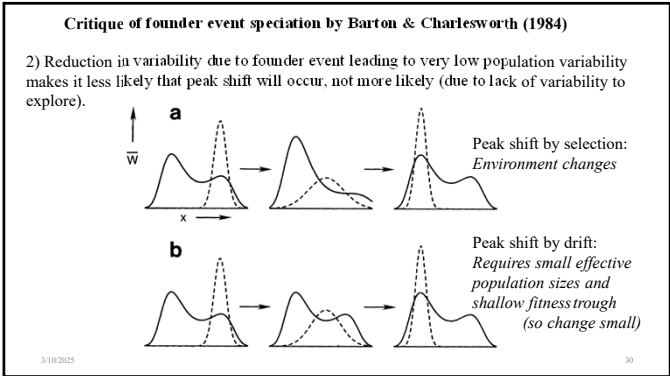 Critique of founder event speciation by Barton & Charlesworth (1984)
2) Reduction in variability due to founder event leading to very low population variability
makes it less likely that peak shift will occur, not more likely (due to lack of variability to
explore).
a
W̅
x
Peak shift by selection:
Environment changes
b
Peak shift by drift:
Requires small effective
population sizes and
shallow fitness trough
(so change small)
3/10/2025
30